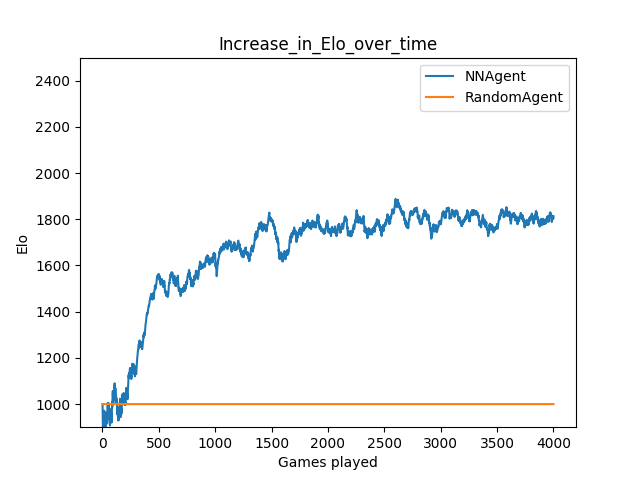 Increase_in_Elo_over_time
NNAgent
RandomAgent
Elo
2400
2200
2000
1800
1600
1400
1200
1000
0 500 1000 1500 2000 2500 3000 3500 4000
Games played